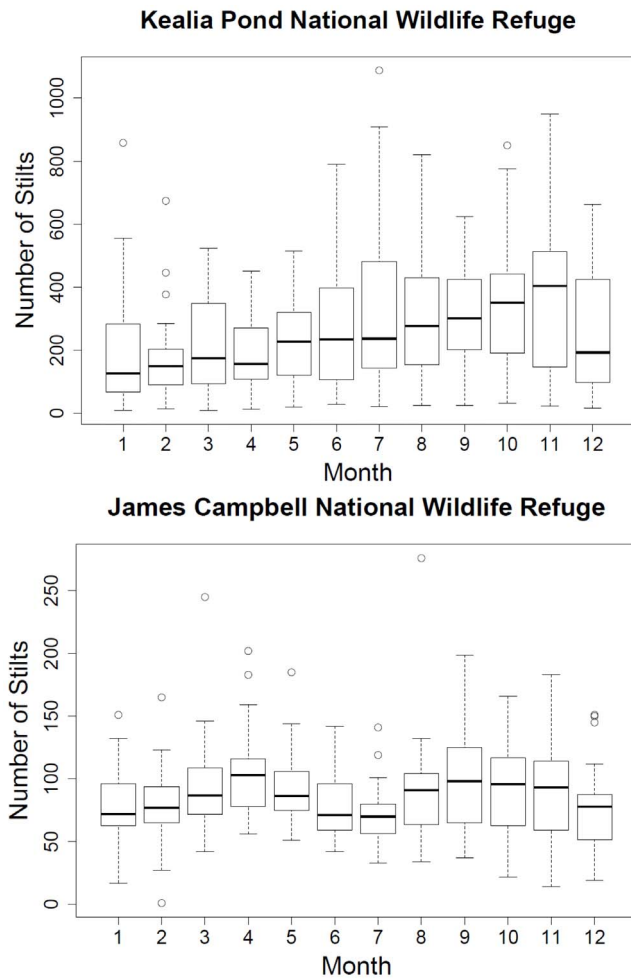 Kealia Pond National Wildlife Refuge
1000
800
600
400
200
0
Number of Stilts
1 2 3 4 5 6 7 8 9 10 11 12
Month
James Campbell National Wildlife Refuge
250
200
150
100
50
0
Number of Stilts
1 2 3 4 5 6 7 8 9 10 11 12
Month